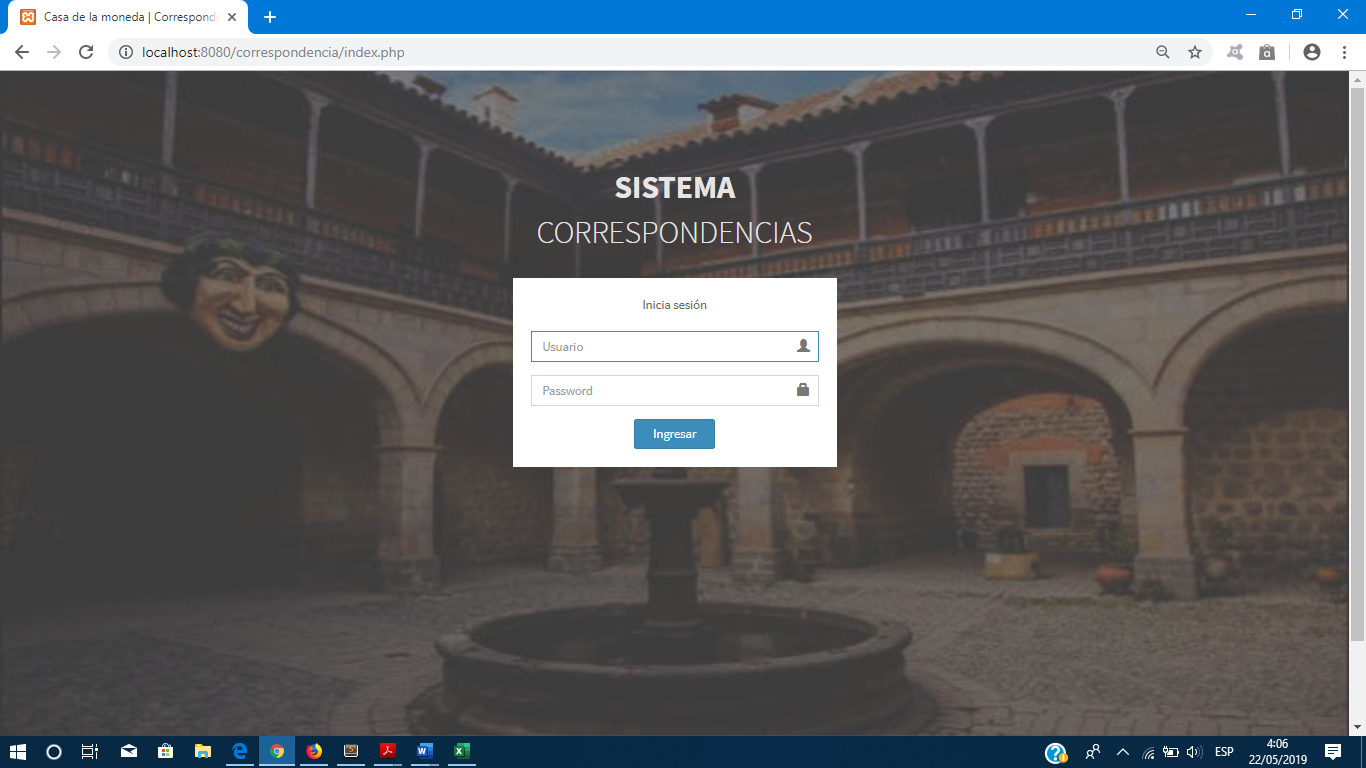 Casa de la moneda | Correspond
localhost:8080/correspondencia/index.php
SISTEMA
CORRESPONDENCIAS
Inicia sesión
Usuario
Password
Ingresar
ESP
4:06
22/05/2019